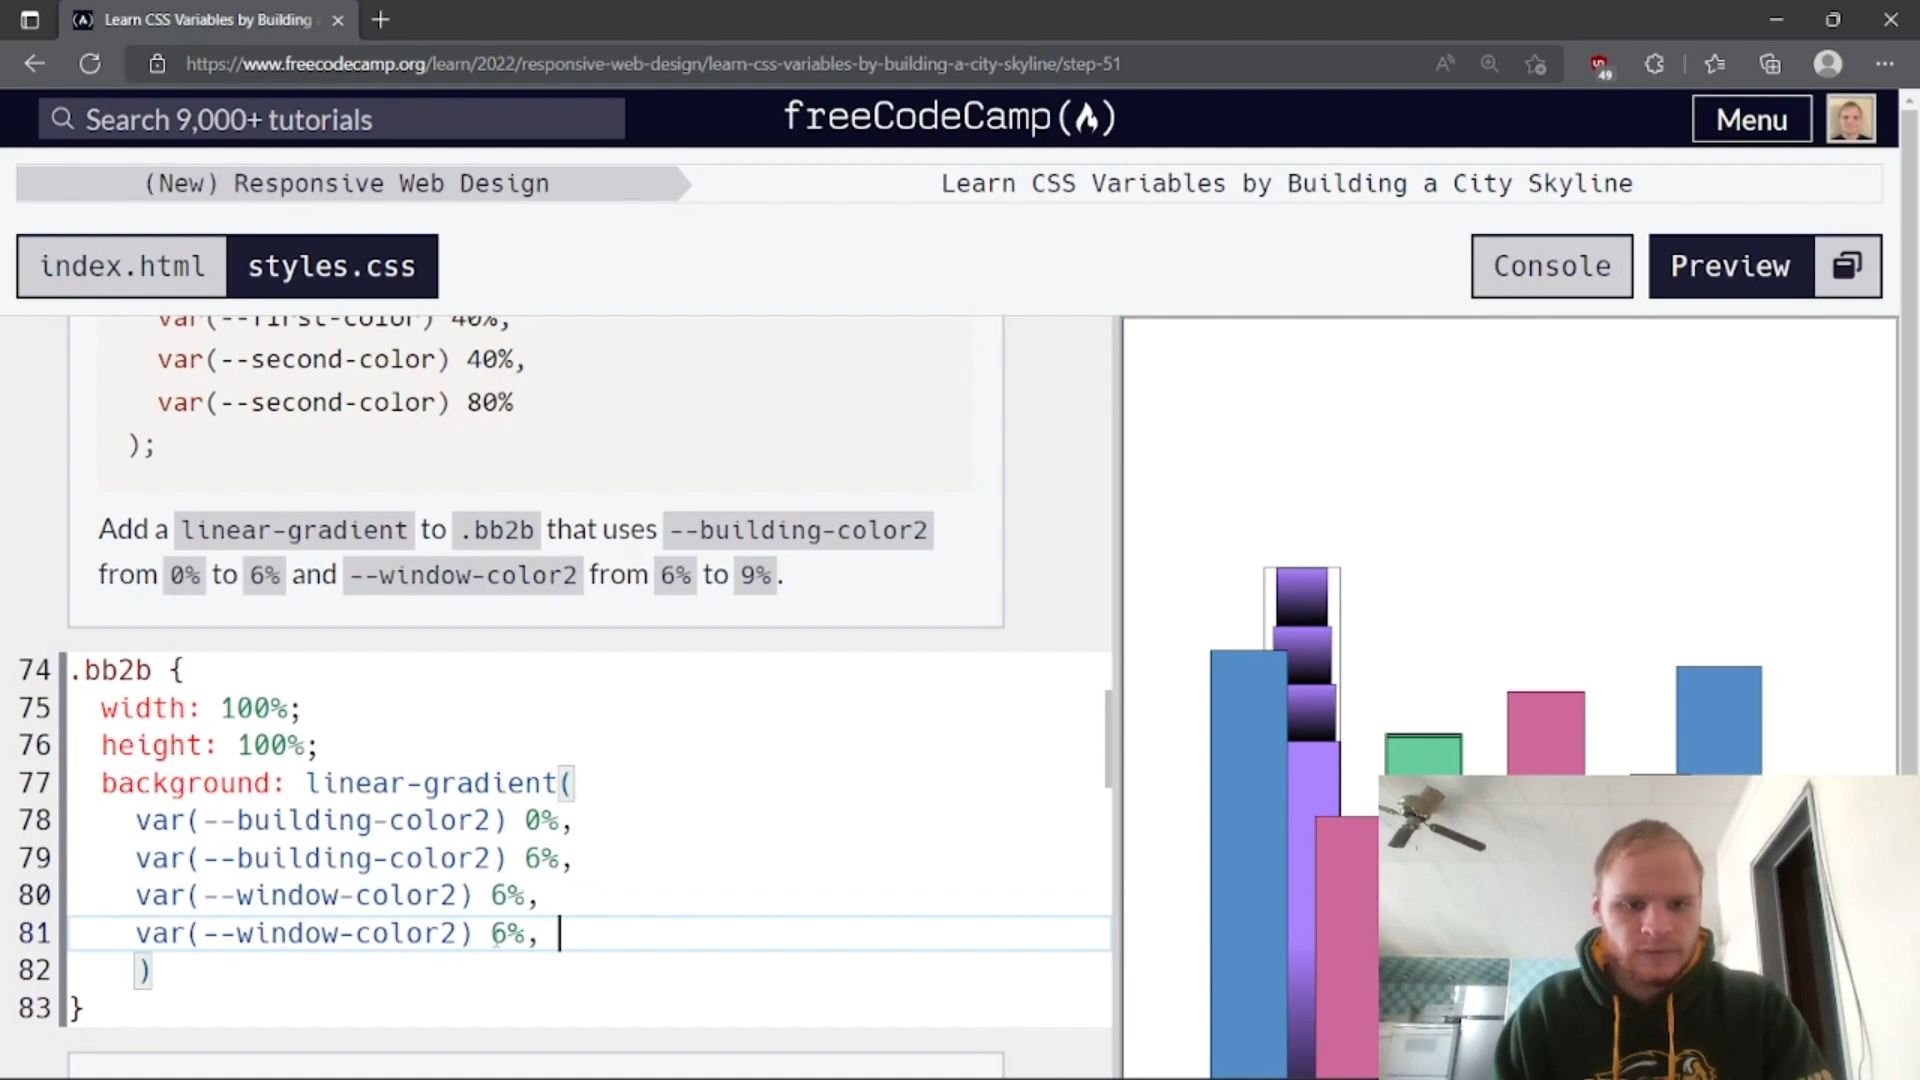 Learn CSS Variables by Building
https://www.freecodecamp.org/learn/2022/responsive-web-design/learn-css-variables-by-building-a-city-skyline/step-51
49
Search 9,000+ tutorials
freeCodeCamp
Menu
(New) Responsive Web Design
Learn CSS Variables by Building a City Skyline
index.html
styles.css
Console
Preview
var(--first-color) 40%,
var(--second-color) 40%,
var(--second-color) 80%
);
Add a linear-gradient to .bb2b that uses --building-color2
from 0% to 6% and --window-color2 from 6% to 9%.
74 .bb2b {
75 width: 100%;
76 height: 100%;
77 background: linear-gradient(
78 var(--building-color2) 0%,
79 var(--building-color2) 6%,
80 var(--window-color2) 6%,
81 var(--window-color2) 6%,
82 )
83 }